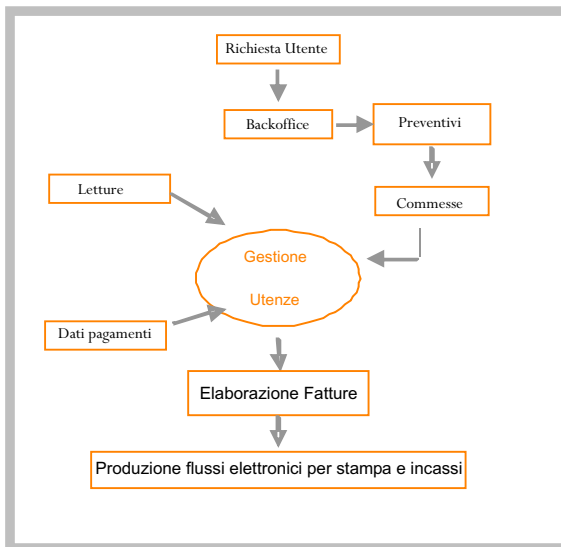 Richiesta Utente
Backoffice
Preventivi
Letture
Commesse
Gestione
Utenze
Dati pagamenti
Elaborazione Fatture
Produzione flussi elettronici per stampa e incassi